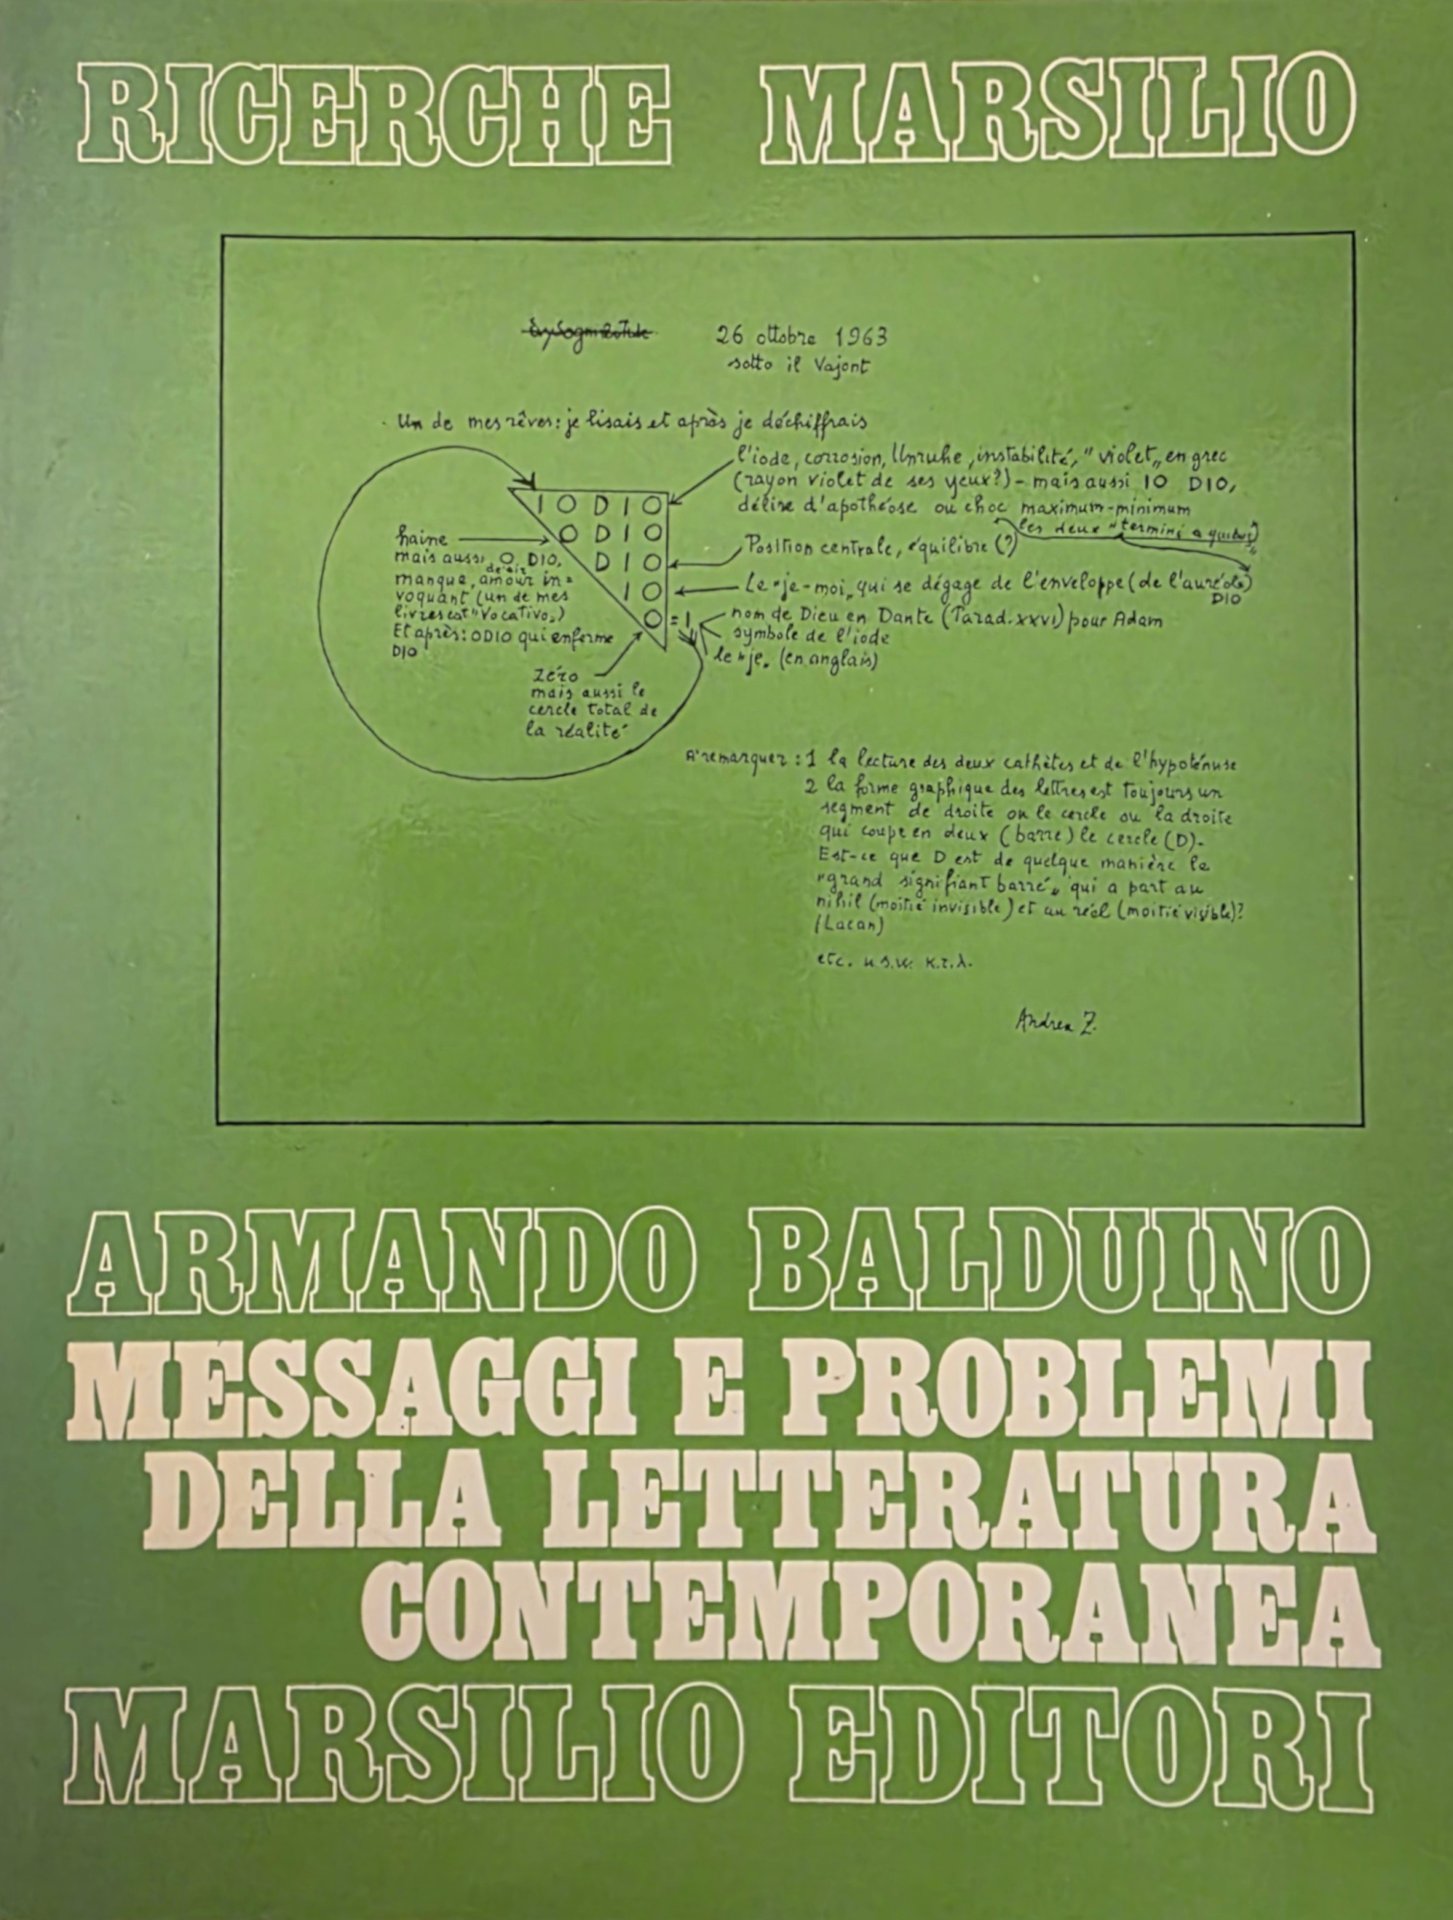 RICERCHE MARSILIO
26 ottobre 1963
sotto il Vajont
Un de mes rêves: je lisais et après je déchiffrais
l'iode, corrosion, Unruhe, instabilité, "violet„ en grec
(rayon violet de ses yeux?) - mais aussi IO DIO,
délire d'apothéose ou choc maximum-minimum
les deux "termini a quibus„
IODIO
ODIO
DIO
IO
O = I
haine
mais aussi O, DIO,
manque, amour in=
voquant (un de mes
livres est "Vocativo„)
Et après: ODIO qui enferme
DIO
Position centrale, équilibre (?)
Le "je-moi„ qui se dégage de l'enveloppe (de l'auréole)
DIO
nom de Dieu en Dante (Parad. XXVI) pour Adam
symbole de l'iode
le "je„ (en anglais)
Zéro
mais aussi le
cercle total de
la réalité
A remarquer: 1 la lecture des deux cathètes et de l'hypoténuse
2 la forme graphique des lettres est toujours un
segment de droite ou le cercle ou la droite
qui coupe en deux (barre) le cercle (D).
Est-ce que D est de quelque manière le
"grand signifiant barré„ qui a part au
nihil (moitié invisible) et au réel (moitié visible)?
(Lacan)
etc. u.s.w. κ.τ.λ.
Andrea Z.
ARMANDO BALDUINO
MESSAGGI E PROBLEMI
DELLA LETTERATURA
CONTEMPORANEA
MARSILIO EDITORI